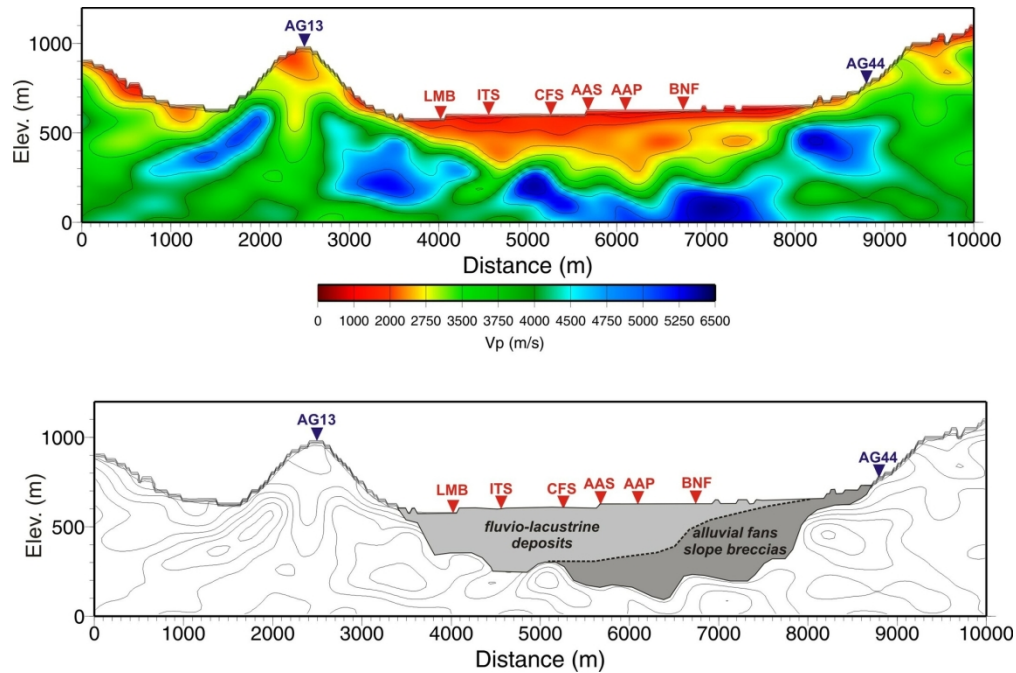 AG13
AG44
LMB ITS CFS AAS AAP BNF
1000
500
0
Elev. (m)
0 1000 2000 3000 4000 5000 6000 7000 8000 9000 10000
Distance (m)
0 1000 2000 2750 3500 3750 4000 4500 4750 5000 5250 6500
Vp (m/s)
AG13
AG44
LMB ITS CFS AAS AAP BNF
1000
500
0
Elev. (m)
fluvio-lacustrine
deposits
alluvial fans
slope breccias
0 1000 2000 3000 4000 5000 6000 7000 8000 9000 10000
Distance (m)